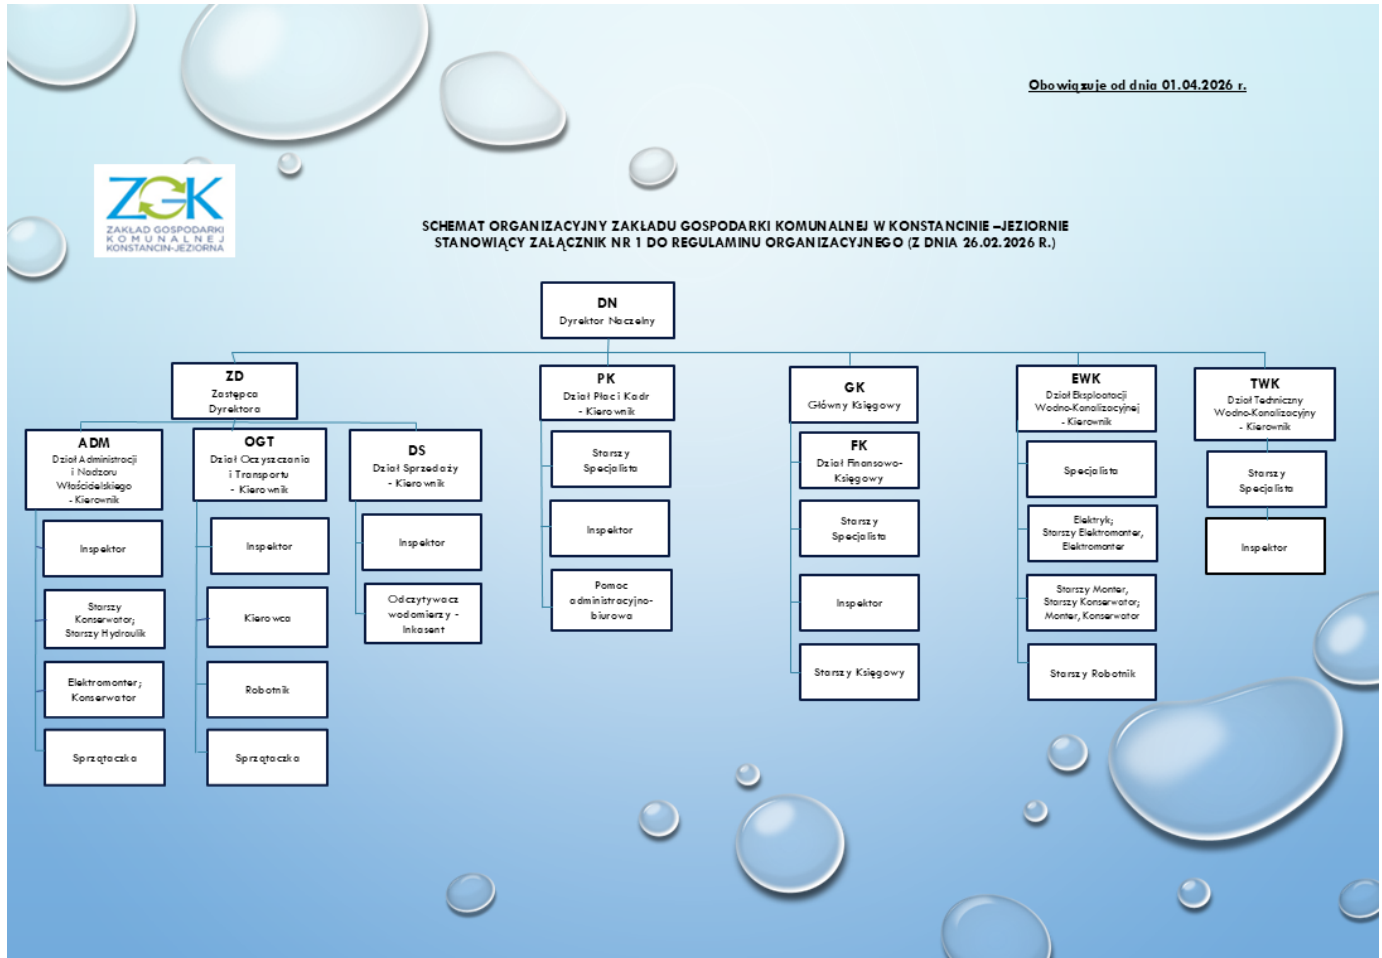 Obowiązuje od dnia 01.04.2026 r.
ZGK
ZAKŁAD GOSPODARKI
KOMUNALNEJ
KONSTANCIN-JEZIORNA
SCHEMAT ORGANIZACYJNY ZAKŁADU GOSPODARKI KOMUNALNEJ W KONSTANCINIE –JEZIORNIE
STANOWIĄCY ZAŁĄCZNIK NR 1 DO REGULAMINU ORGANIZACYJNEGO (Z DNIA 26.02.2026 R.)
DN
Dyrektor Naczelny
ZD
Zastępca
Dyrektora
ADM
Dział Administracji
i Nadzoru
Właścicielskiego
- Kierownik
Inspektor
Starszy
Konserwator;
Starszy Hydraulik
Elektromonter;
Konserwator
Sprzątaczka
OGT
Dział Oczyszczania
i Transportu
- Kierownik
Inspektor
Kierowca
Robotnik
Sprzątaczka
DS
Dział Sprzedaży
- Kierownik
Inspektor
Odczytywacz
wodomierzy -
Inkasent
PK
Dział Płac i Kadr
- Kierownik
Starszy
Specjalista
Inspektor
Pomoc
administracyjno-
biurowa
GK
Główny Księgowy
FK
Dział Finansowo-
Księgowy
Starszy
Specjalista
Inspektor
Starszy Księgowy
EWK
Dział Eksploatacji
Wodno-Kanalizacyjnej
- Kierownik
Specjalista
Elektryk;
Starszy Elektromonter,
Elektromonter
Starszy Monter,
Starszy Konserwator;
Monter, Konserwator
Starszy Robotnik
TWK
Dział Techniczny
Wodno-Kanalizacyjny
- Kierownik
Starszy
Specjalista
Inspektor